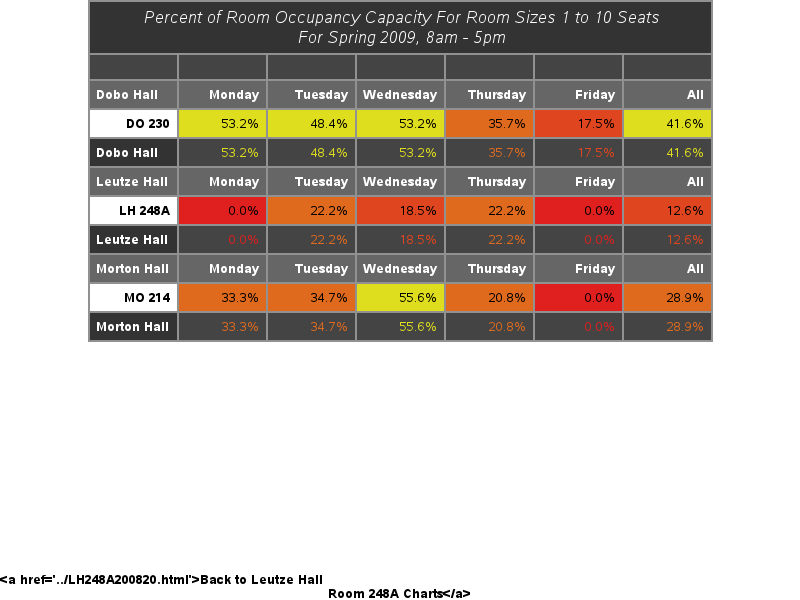 Percent of Room Occupancy Capacity For Room Sizes 1 to 10 Seats
For Spring 2009, 8am - 5pm
Dobo Hall Monday Tuesday Wednesday Thursday Friday All
DO 230 53.2% 48.4% 53.2% 35.7% 17.5% 41.6%
Dobo Hall 53.2% 48.4% 53.2% 35.7% 17.5% 41.6%
Leutze Hall Monday Tuesday Wednesday Thursday Friday All
LH 248A 0.0% 22.2% 18.5% 22.2% 0.0% 12.6%
Leutze Hall 0.0% 22.2% 18.5% 22.2% 0.0% 12.6%
Morton Hall Monday Tuesday Wednesday Thursday Friday All
MO 214 33.3% 34.7% 55.6% 20.8% 0.0% 28.9%
Morton Hall 33.3% 34.7% 55.6% 20.8% 0.0% 28.9%
<a href='../LH248A200820.html'>Back to Leutze Hall
Room 248A Charts</a>